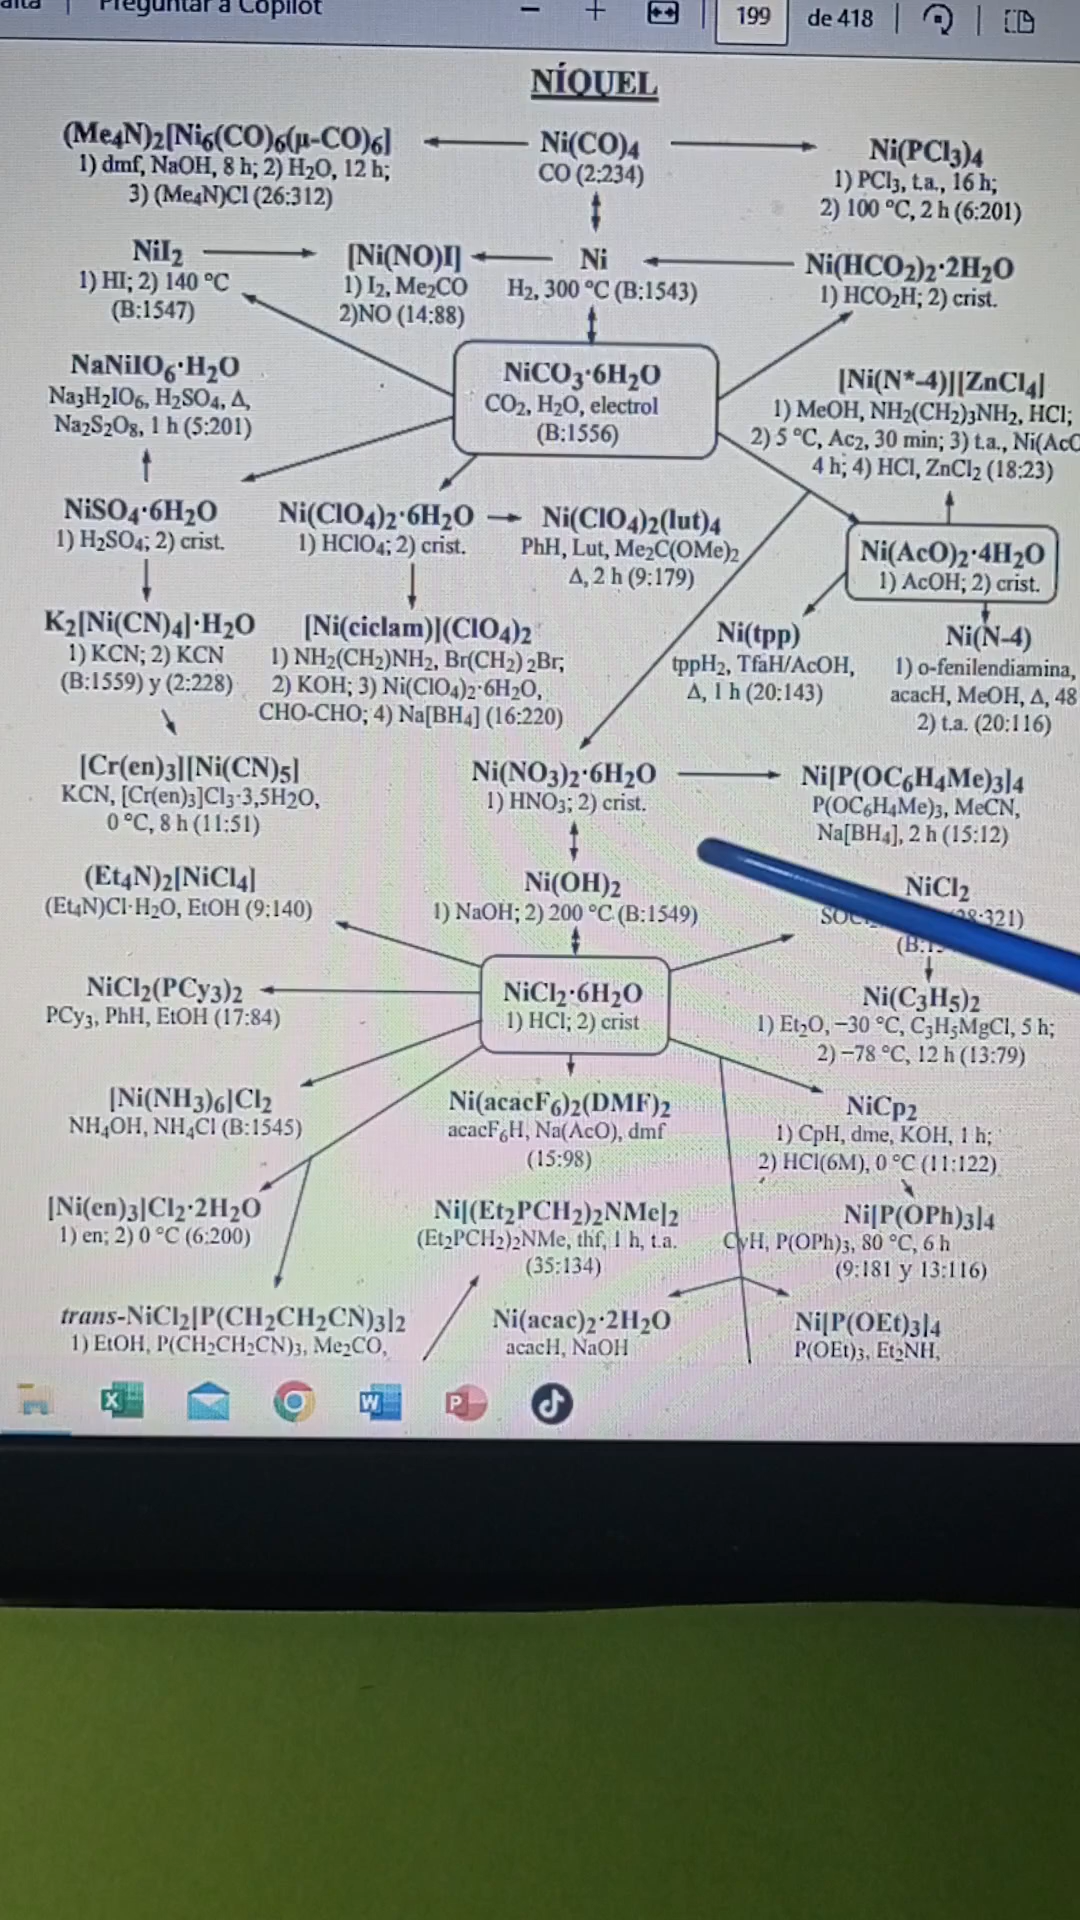 Preguntar a Copilot
199
de 418
NÍQUEL
(Me4N)2[Ni6(CO)6(μ-CO)6]
1) dmf, NaOH, 8 h; 2) H2O, 12 h;
3) (Me4N)Cl (26:312)
Ni(CO)4
CO (2:234)
Ni(PCl3)4
1) PCl3, t.a., 16 h;
2) 100 ºC, 2 h (6:201)
NiI2
1) HI; 2) 140 ºC
(B:1547)
[Ni(NO)I]
1) I2, Me2CO
2)NO (14:88)
Ni
H2, 300 ºC (B:1543)
Ni(HCO2)2·2H2O
1) HCO2H; 2) crist.
NaNiIO6·H2O
Na3H2IO6, H2SO4, Δ,
Na2S2O8, 1 h (5:201)
NiCO3·6H2O
CO2, H2O, electrol
(B:1556)
[Ni(N*-4)][ZnCl4]
1) MeOH, NH2(CH2)3NH2, HCl;
2) 5 ºC, Ac2, 30 min; 3) t.a., Ni(AcO
4 h; 4) HCl, ZnCl2 (18:23)
NiSO4·6H2O
1) H2SO4; 2) crist.
Ni(ClO4)2·6H2O
1) HClO4; 2) crist.
Ni(ClO4)2(lut)4
PhH, Lut, Me2C(OMe)2
Δ, 2 h (9:179)
Ni(AcO)2·4H2O
1) AcOH; 2) crist.
K2[Ni(CN)4]·H2O
1) KCN; 2) KCN
(B:1559) y (2:228)
[Ni(ciclam)](ClO4)2
1) NH2(CH2)NH2, Br(CH2) 2Br;
2) KOH; 3) Ni(ClO4)2·6H2O,
CHO-CHO; 4) Na[BH4] (16:220)
Ni(tpp)
tppH2, TfaH/AcOH,
Δ, 1 h (20:143)
Ni(N-4)
1) o-fenilendiamina,
acacH, MeOH, Δ, 48
2) t.a. (20:116)
[Cr(en)3][Ni(CN)5]
KCN, [Cr(en)3]Cl3·3,5H2O,
0 ºC, 8 h (11:51)
Ni(NO3)2·6H2O
1) HNO3; 2) crist.
Ni[P(OC6H4Me)3]4
P(OC6H4Me)3, MeCN,
Na[BH4], 2 h (15:12)
(Et4N)2[NiCl4]
(Et4N)Cl·H2O, EtOH (9:140)
Ni(OH)2
1) NaOH; 2) 200 ºC (B:1549)
NiCl2
NiCl2(PCy3)2
PCy3, PhH, EtOH (17:84)
NiCl2·6H2O
1) HCl; 2) crist
Ni(C3H5)2
1) Et2O, −30 ºC, C3H5MgCl, 5 h;
2) −78 ºC, 12 h (13:79)
[Ni(NH3)6]Cl2
NH4OH, NH4Cl (B:1545)
Ni(acacF6)2(DMF)2
acacF6H, Na(AcO), dmf
(15:98)
NiCp2
1) CpH, dme, KOH, 1 h;
2) HCl(6M), 0 ºC (11:122)
[Ni(en)3]Cl2·2H2O
1) en; 2) 0 ºC (6:200)
Ni[(Et2PCH2)2NMe]2
(Et2PCH2)2NMe, thf, 1 h, t.a.
(35:134)
Ni[P(OPh)3]4
CyH, P(OPh)3, 80 ºC, 6 h
(9:181 y 13:116)
trans-NiCl2[P(CH2CH2CN)3]2
1) EtOH, P(CH2CH2CN)3, Me2CO,
Ni(acac)2·2H2O
acacH, NaOH
Ni[P(OEt)3]4
P(OEt)3, Et2NH,